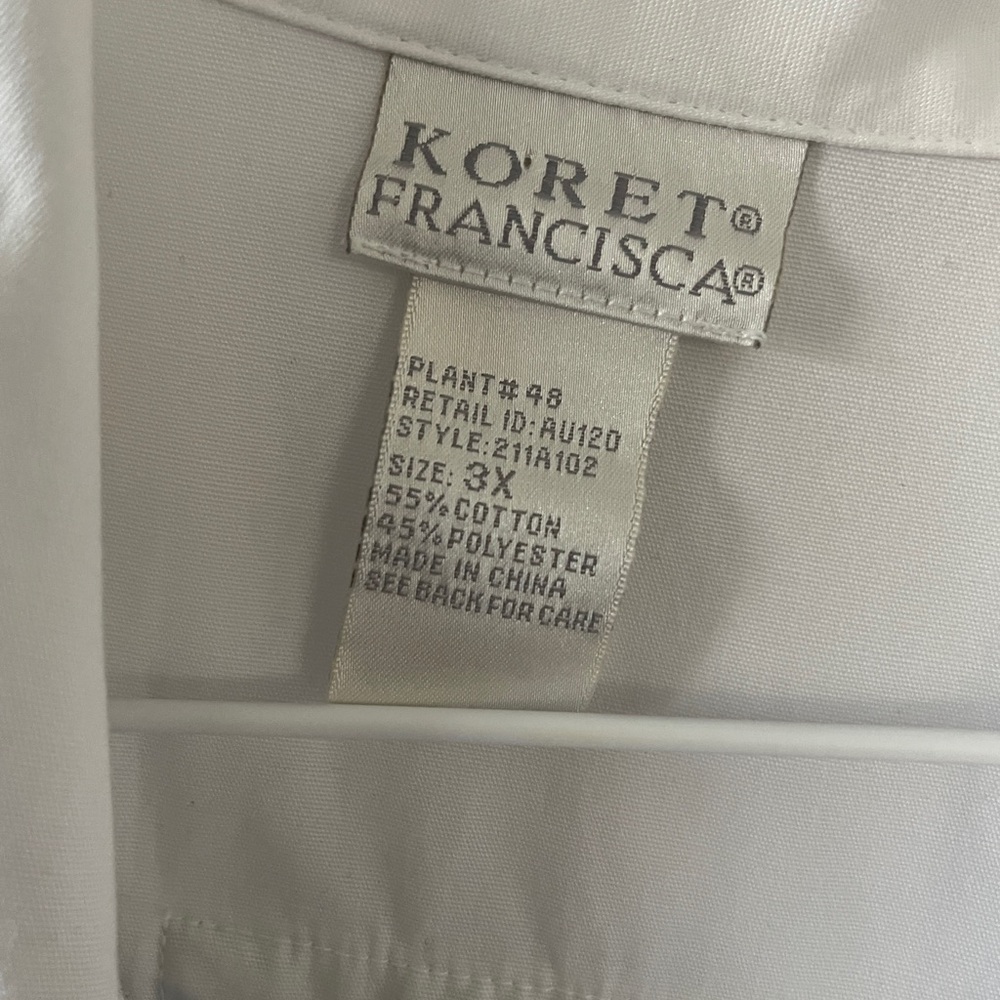 KORET®
FRANCISCA®
PLANT# 48
RETAIL ID: AU120
STYLE: 211A102
SIZE: 3X
55% COTTON
45% POLYESTER
MADE IN CHINA
SEE BACK FOR CARE